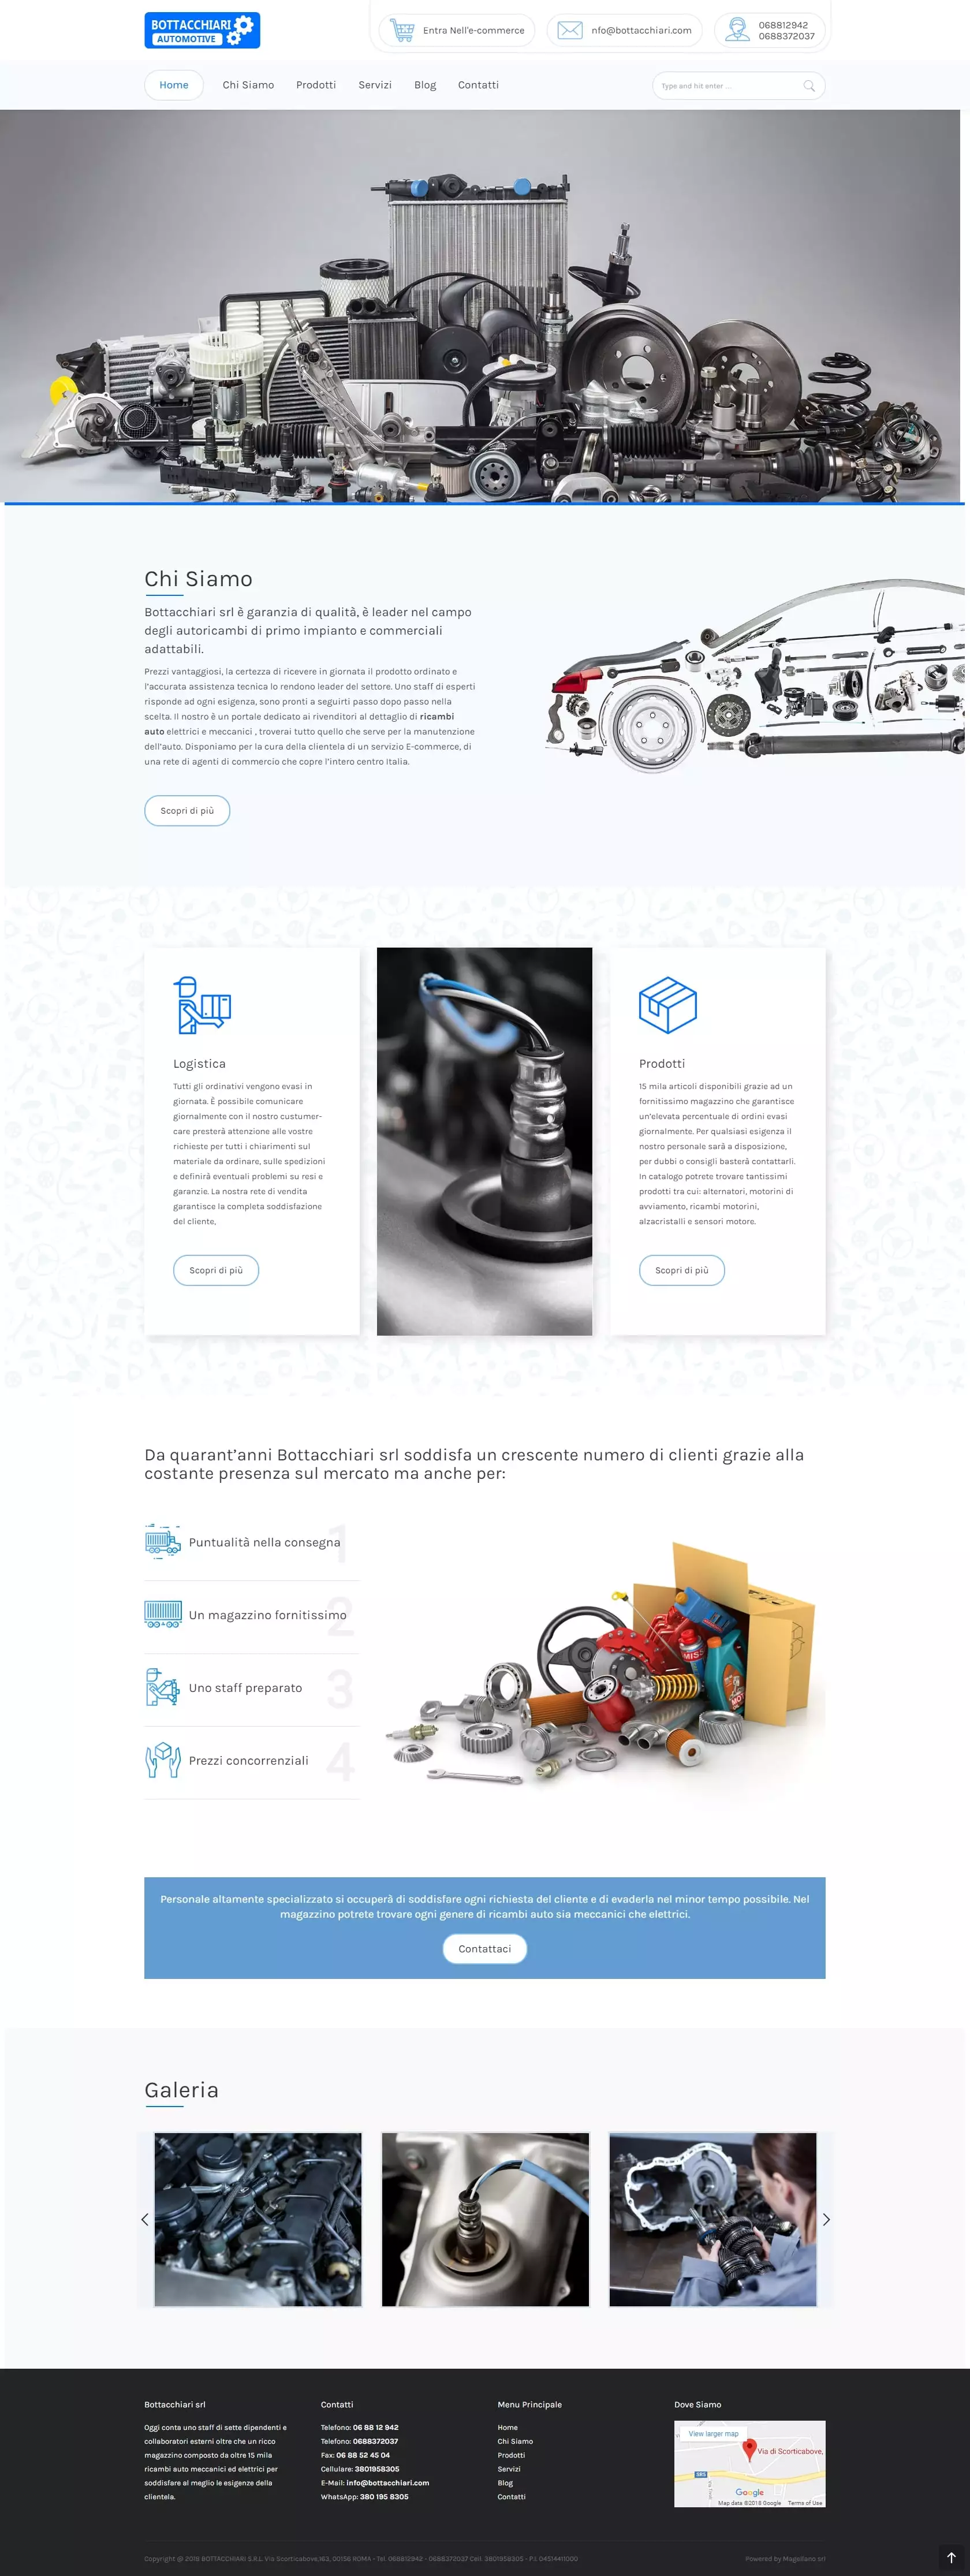 BOTTACCHIARI
AUTOMOTIVE
Entra Nell'e-commerce
nfo@bottacchiari.com
068812942
0688372037
Home
Chi Siamo
Prodotti
Servizi
Blog
Contatti
Type and hit enter ...
Chi Siamo
Bottacchiari srl è garanzia di qualità, è leader nel campo
degli autoricambi di primo impianto e commerciali
adattabili.
Prezzi vantaggiosi, la certezza di ricevere in giornata il prodotto ordinato e
l'accurata assistenza tecnica lo rendono leader del settore. Uno staff di esperti
risponde ad ogni esigenza, sono pronti a seguirti passo dopo passo nella
scelta. Il nostro è un portale dedicato ai rivenditori al dettaglio di ricambi
auto elettrici e meccanici , troverai tutto quello che serve per la manutenzione
dell'auto. Disponiamo per la cura della clientela di un servizio E-commerce, di
una rete di agenti di commercio che copre l'intero centro Italia.
Scopri di più
Logistica
Tutti gli ordinativi vengono evasi in
giornata. È possibile comunicare
giornalmente con il nostro custumer-
care presterà attenzione alle vostre
richieste per tutti i chiarimenti sul
materiale da ordinare, sulle spedizioni
e definirà eventuali problemi su resi e
garanzie. La nostra rete di vendita
garantisce la completa soddisfazione
del cliente,
Scopri di più
Prodotti
15 mila articoli disponibili grazie ad un
fornitissimo magazzino che garantisce
un'elevata percentuale di ordini evasi
giornalmente. Per qualsiasi esigenza il
nostro personale sarà a disposizione,
per dubbi o consigli basterà contattarli.
In catalogo potrete trovare tantissimi
prodotti tra cui: alternatori, motorini di
avviamento, ricambi motorini,
alzacristalli e sensori motore.
Scopri di più
Da quarant'anni Bottacchiari srl soddisfa un crescente numero di clienti grazie alla
costante presenza sul mercato ma anche per:
Puntualità nella consegna
1
Un magazzino fornitissimo
2
Uno staff preparato
3
Prezzi concorrenziali
4
Personale altamente specializzato si occuperà di soddisfare ogni richiesta del cliente e di evaderla nel minor tempo possibile. Nel
magazzino potrete trovare ogni genere di ricambi auto sia meccanici che elettrici.
Contattaci
Galeria
Bottacchiari srl
Oggi conta uno staff di sette dipendenti e
collaboratori esterni oltre che un ricco
magazzino composto da oltre 15 mila
ricambi auto meccanici ed elettrici per
soddisfare al meglio le esigenze della
clientela.
Contatti
Telefono: 06 88 12 942
Telefono: 0688372037
Fax: 06 88 52 45 04
Cellulare: 3801958305
E-Mail: info@bottacchiari.com
WhatsApp: 380 195 8305
Menu Principale
Home
Chi Siamo
Prodotti
Servizi
Blog
Contatti
Dove Siamo
View larger map
Via di Scorticabove,
Google
Map data ©2018 Google
Terms of Use
Copyright @ 2019 BOTTACCHIARI S.R.L. Via Scorticabove,163, 00156 ROMA - Tel. 068812942 - 0688372037 Cell. 3801958305 - P.I. 04514411000
Powered by Magellano srl